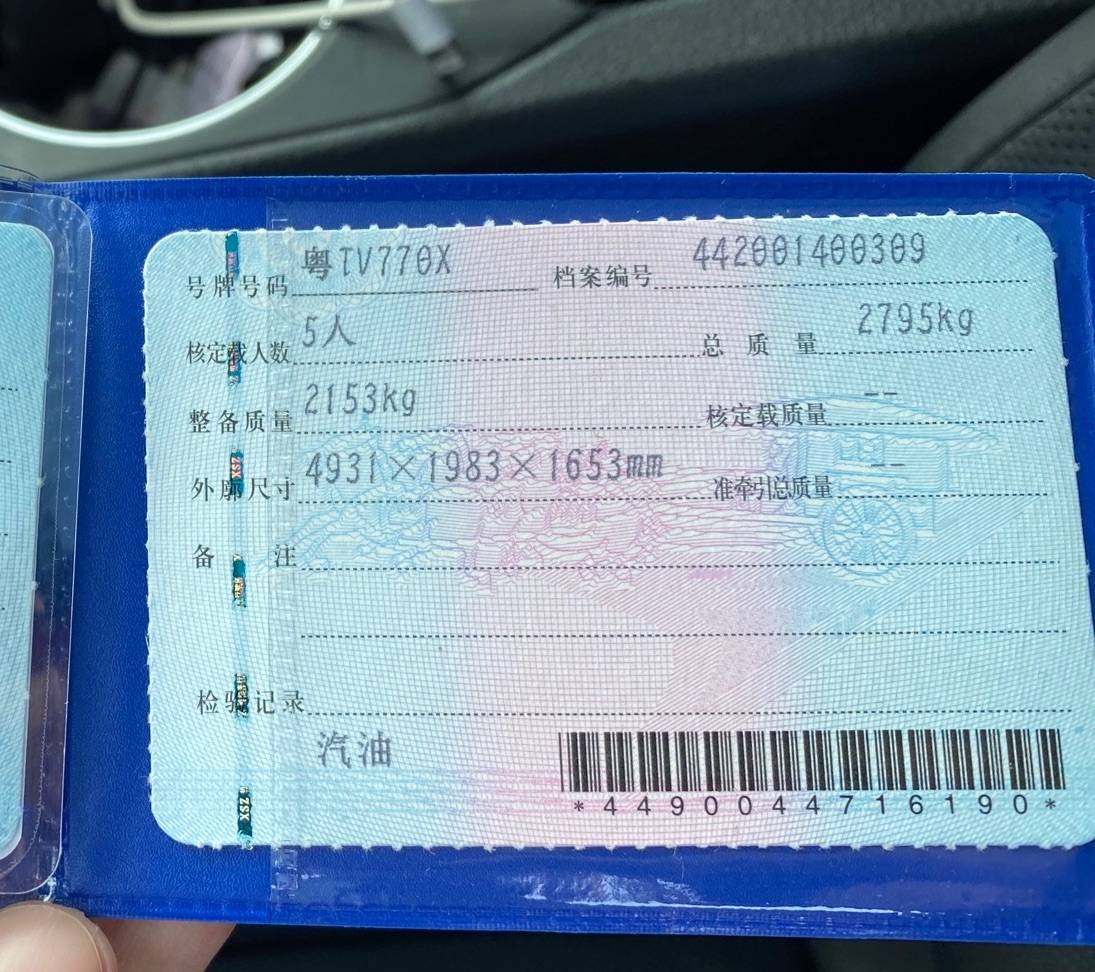 号牌号码 粤TV770X 档案编号 442001400309
核定载人数 5人 总质量 2795kg
整备质量 2153kg 核定载质量 --
外廓尺寸 4931×1983×1653mm 准牵引总质量 --
备注
检验记录
汽油
*4490044716190*
XSZ
XSZ